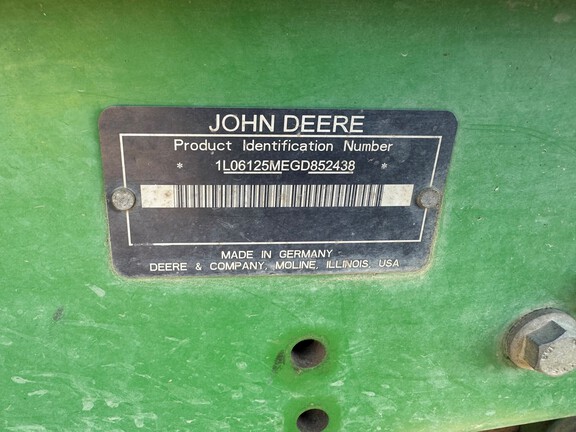 JOHN DEERE
Product Identification Number
* 1L06125MEGD852438 *
MADE IN GERMANY
DEERE & COMPANY, MOLINE, ILLINOIS, USA